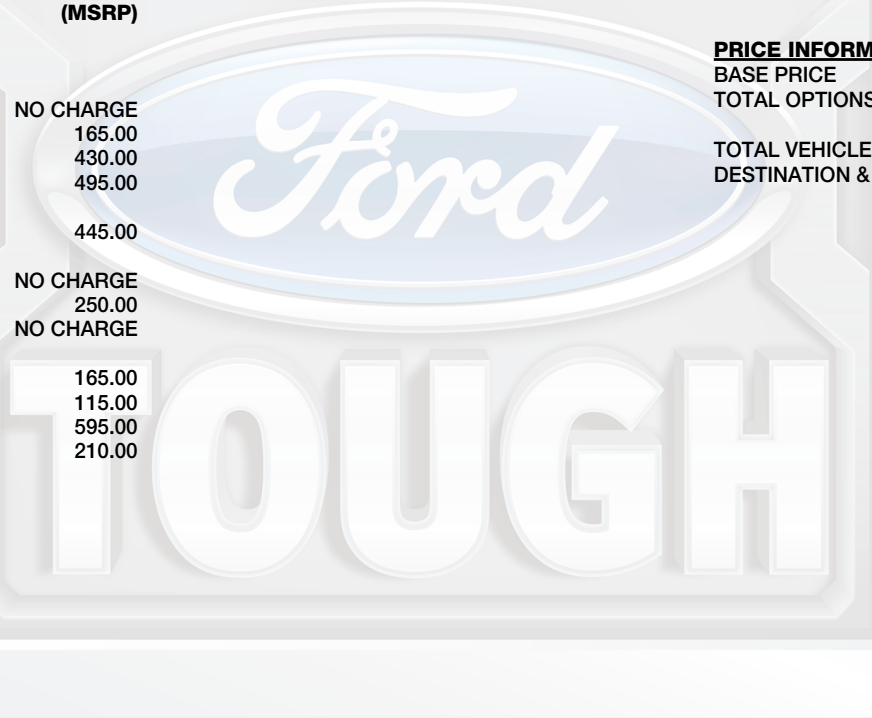 (MSRP)
NO CHARGE
165.00
430.00
495.00
445.00
NO CHARGE
250.00
NO CHARGE
165.00
115.00
595.00
210.00
PRICE INFORM
BASE PRICE
TOTAL OPTIONS
TOTAL VEHICLE
DESTINATION &
Ford
TOUGH